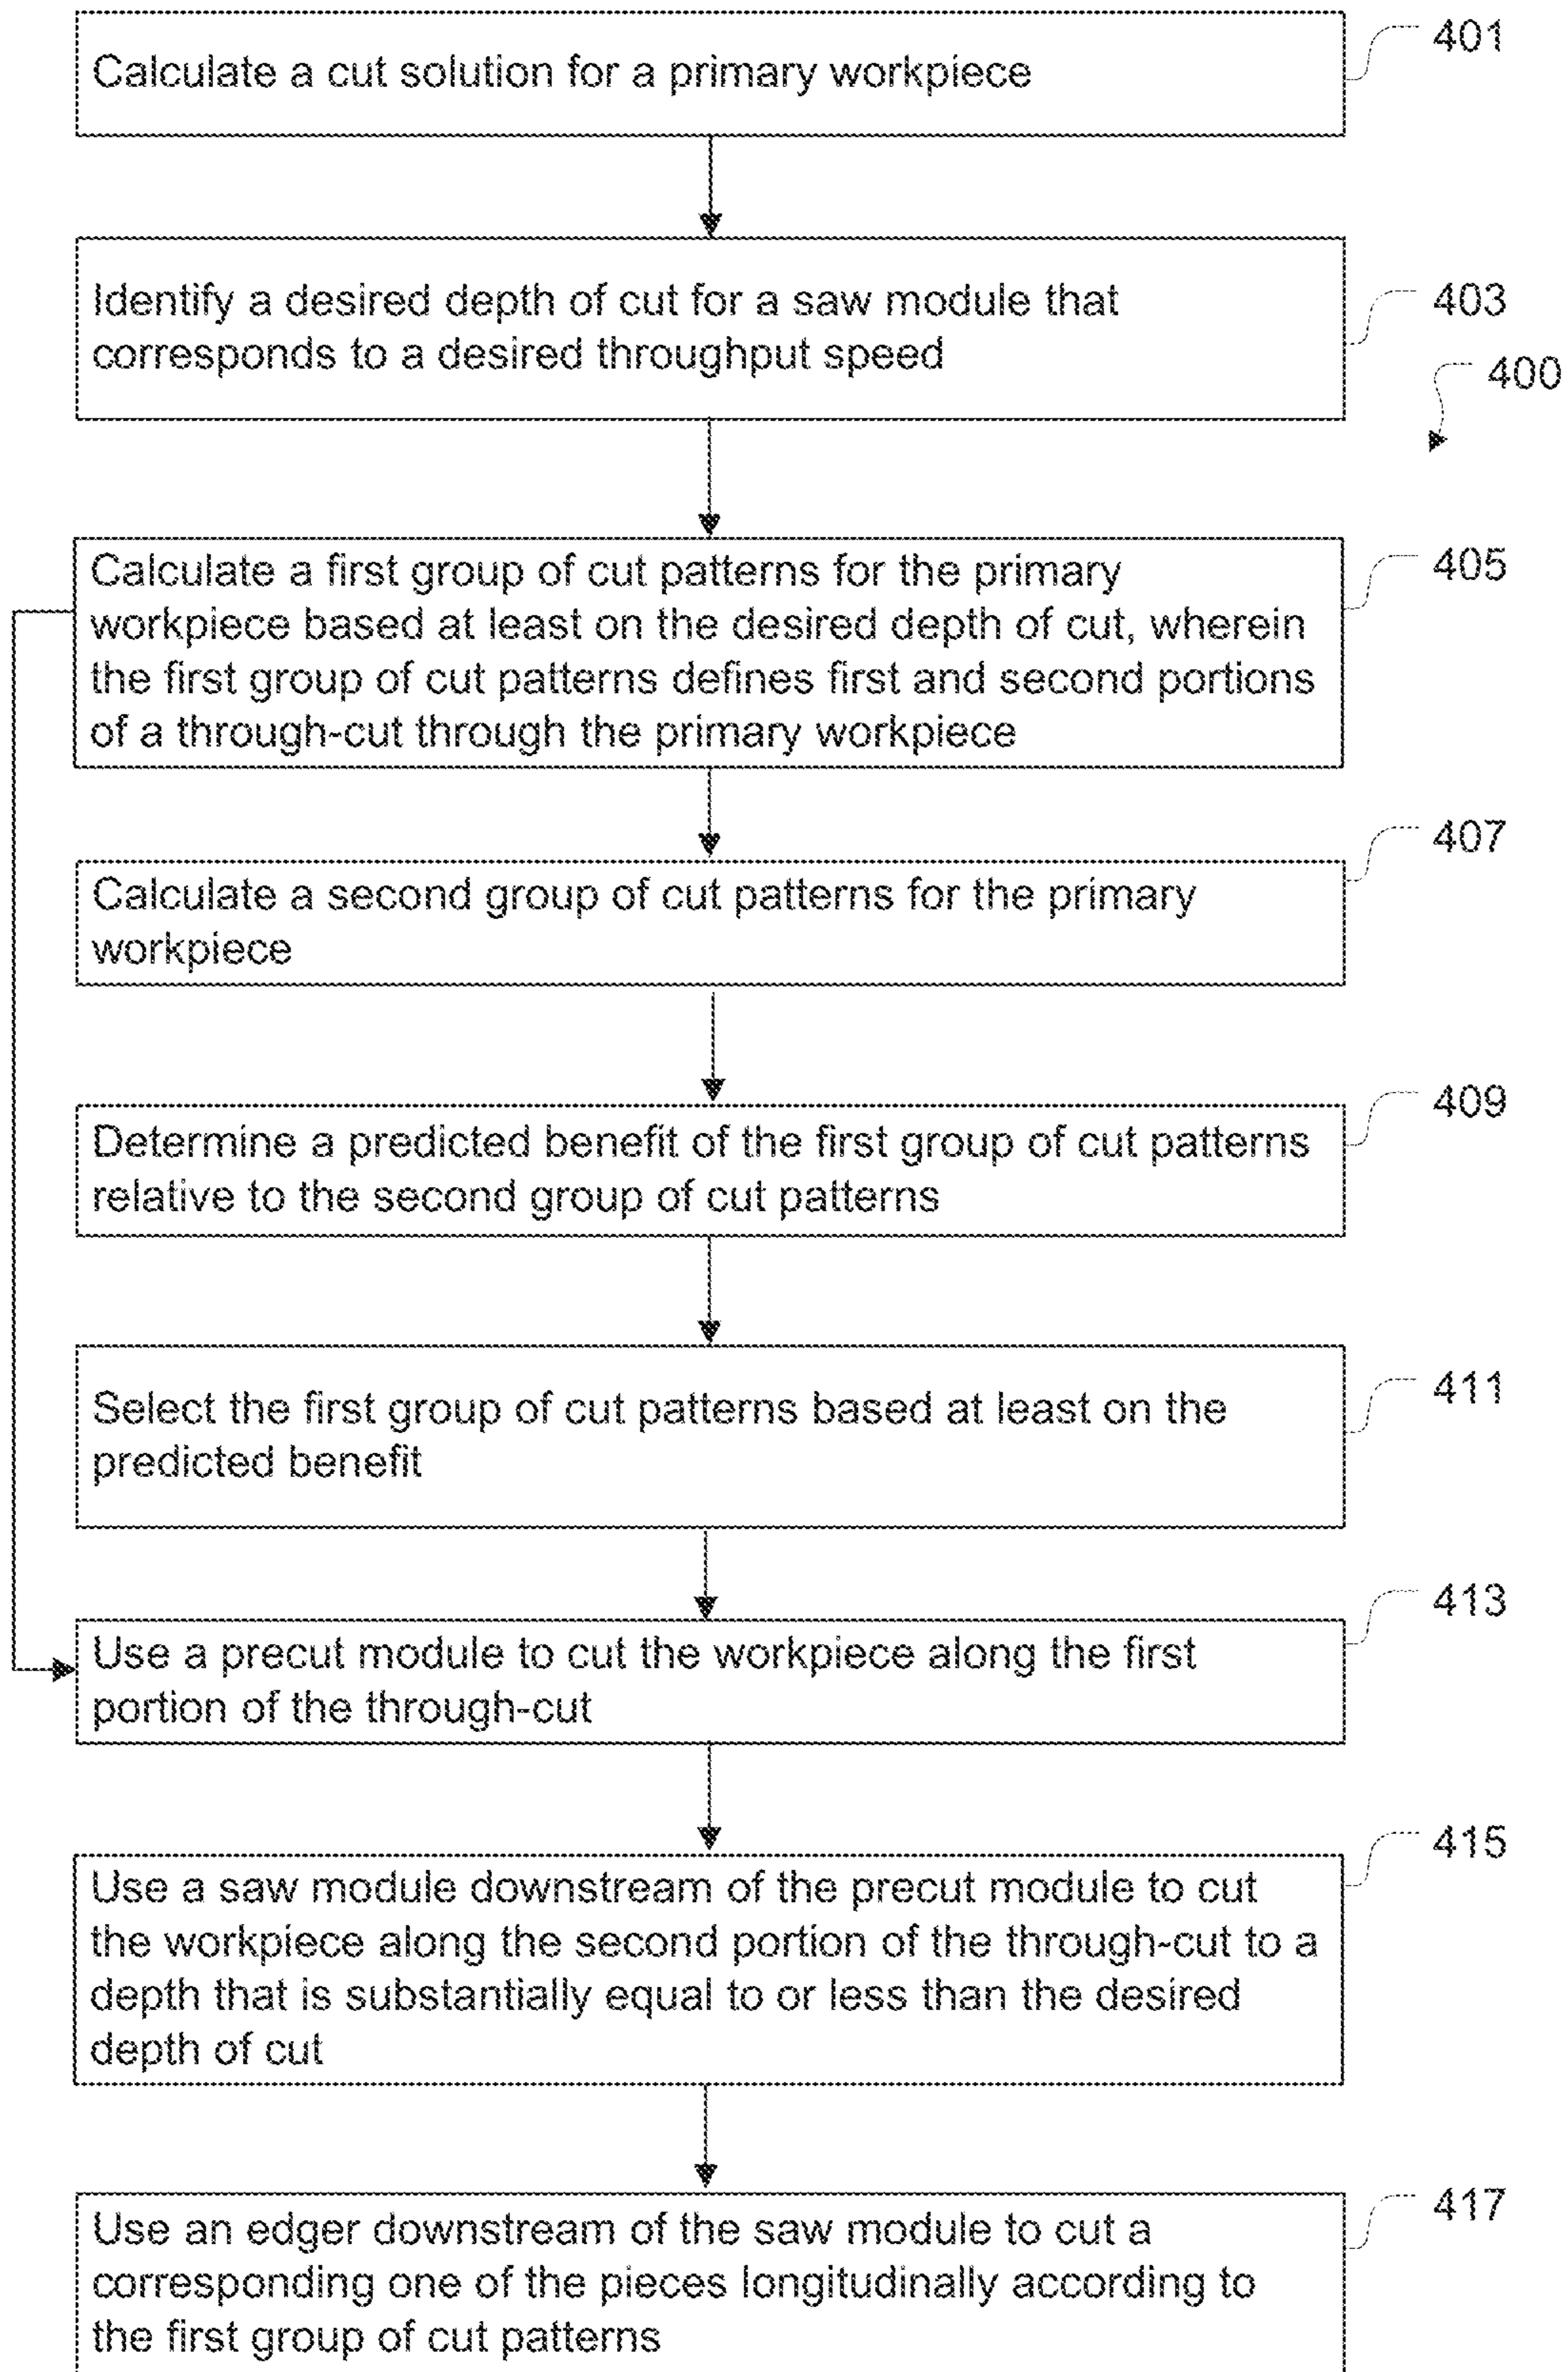 401
Calculate a cut solution for a primary workpiece
Identify a desired depth of cut for a saw module that
corresponds to a desired throughput speed
403
400
Calculate a first group of cut patterns for the primary
workpiece based at least on the desired depth of cut, wherein
the first group of cut patterns defines first and second portions
of a through-cut through the primary workpiece
405
407
Calculate a second group of cut patterns for the primary
workpiece
409
Determine a predicted benefit of the first group of cut patterns
relative to the second group of cut patterns
411
Select the first group of cut patterns based at least on the
predicted benefit
413
Use a precut module to cut the workpiece along the first
portion of the through-cut
415
Use a saw module downstream of the precut module to cut
the workpiece along the second portion of the through-cut to a
depth that is substantially equal to or less than the desired
depth of cut
417
Use an edger downstream of the saw module to cut a
corresponding one of the pieces longitudinally according to
the first group of cut patterns